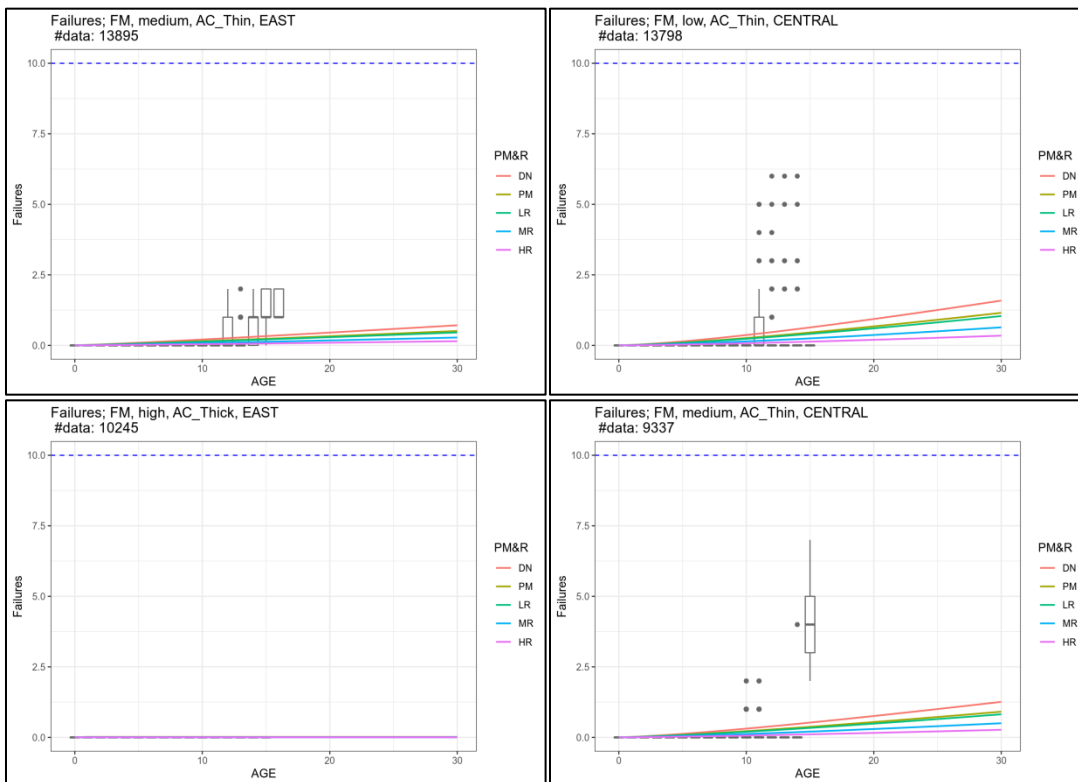 Failures; FM, medium, AC_Thin, EAST
#data: 13895
10.0
7.5
5.0
2.5
0.0
Failures
0
10
20
30
AGE
PM&R
DN
PM
LR
MR
HR
Failures; FM, low, AC_Thin, CENTRAL
#data: 13798
10.0
7.5
5.0
2.5
0.0
Failures
0
10
20
30
AGE
PM&R
DN
PM
LR
MR
HR
Failures; FM, high, AC_Thick, EAST
#data: 10245
10.0
7.5
5.0
2.5
0.0
Failures
0
10
20
30
AGE
PM&R
DN
PM
LR
MR
HR
Failures; FM, medium, AC_Thin, CENTRAL
#data: 9337
10.0
7.5
5.0
2.5
0.0
Failures
0
10
20
30
AGE
PM&R
DN
PM
LR
MR
HR